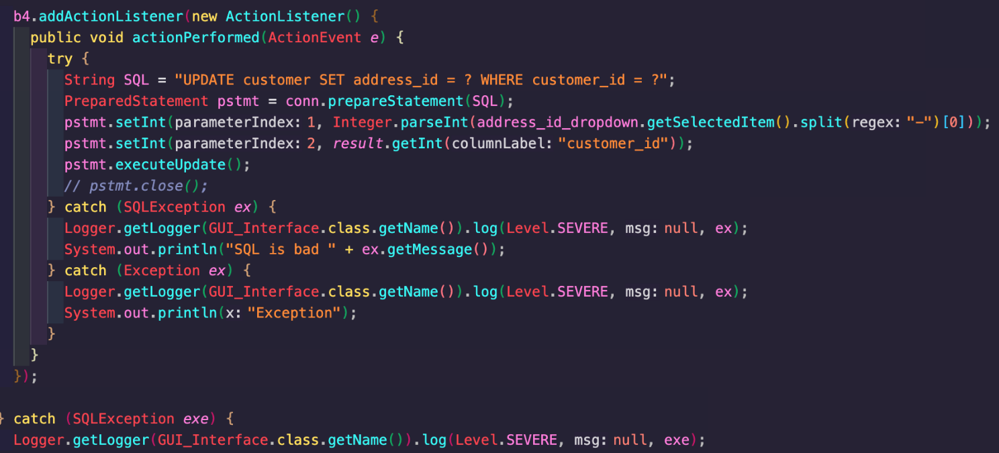 b4.addActionListener(new ActionListener() {
public void actionPerformed(ActionEvent e) {
try {
String SQL = "UPDATE customer SET address_id = ? WHERE customer_id = ?";
PreparedStatement pstmt = conn.prepareStatement(SQL);
pstmt.setInt(parameterIndex: 1, Integer.parseInt(address_id_dropdown.getSelectedItem().split(regex: "-")[0]));
pstmt.setInt(parameterIndex: 2, result.getInt(columnLabel: "customer_id"));
pstmt.executeUpdate();
// pstmt.close();
} catch (SQLException ex) {
Logger.getLogger(GUI_Interface.class.getName()).log(Level.SEVERE, msg: null, ex);
System.out.println("SQL is bad " + ex.getMessage());
} catch (Exception ex) {
Logger.getLogger(GUI_Interface.class.getName()).log(Level.SEVERE, msg: null, ex);
System.out.println(x: "Exception");
}
}
});
} catch (SQLException exe) {
Logger.getLogger(GUI_Interface.class.getName()).log(Level.SEVERE, msg: null, exe);